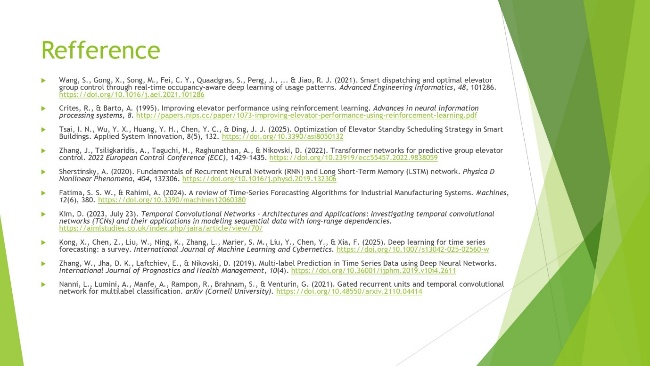 Refference
Wang, S., Gong, X., Song, M., Fei, C. Y., Quaadgras, S., Peng, J., ... & Jiao, R. J. (2021). Smart dispatching and optimal elevator
group control through real-time occupancy-aware deep learning of usage patterns. Advanced Engineering Informatics, 48, 101286.
https://doi.org/10.1016/j.aei.2021.101286
Crites, R., & Barto, A. (1995). Improving elevator performance using reinforcement learning. Advances in neural information
processing systems, 8. http://papers.nips.cc/paper/1073-improving-elevator-performance-using-reinforcement-learning.pdf
Tsai, I. N., Wu, Y. X., Huang, Y. H., Chen, Y. C., & Ding, J. J. (2025). Optimization of Elevator Standby Scheduling Strategy in Smart
Buildings. Applied System Innovation, 8(5), 132. https://doi.org/10.3390/asi8050132
Zhang, J., Tsiligkaridis, A., Taguchi, H., Raghunathan, A., & Nikovski, D. (2022). Transformer networks for predictive group elevator
control. 2022 European Control Conference (ECC), 1429-1435. https://doi.org/10.23919/ecc55457.2022.9838059
Sherstinsky, A. (2020). Fundamentals of Recurrent Neural Network (RNN) and Long Short-Term Memory (LSTM) network. Physica D
Nonlinear Phenomena, 404, 132306. https://doi.org/10.1016/j.physd.2019.132306
Fatima, S. S. W., & Rahimi, A. (2024). A review of Time-Series Forecasting Algorithms for Industrial Manufacturing Systems. Machines,
12(6), 380. https://doi.org/10.3390/machines12060380
Kim, D. (2023, July 23). Temporal Convolutional Networks - Architectures and Applications: investigating temporal convolutional
networks (TCNs) and their applications in modeling sequential data with long-range dependencies.
https://aimlstudies.co.uk/index.php/jaira/article/view/70/
Kong, X., Chen, Z., Liu, W., Ning, K., Zhang, L., Marier, S. M., Liu, Y., Chen, Y., & Xia, F. (2025). Deep learning for time series
forecasting: a survey. International Journal of Machine Learning and Cybernetics. https://doi.org/10.1007/s13042-025-02560-w
Zhang, W., Jha, D. K., Laftchiev, E., & Nikovski, D. (2019). Multi-label Prediction in Time Series Data using Deep Neural Networks.
International Journal of Prognostics and Health Management, 10(4). https://doi.org/10.36001/ijphm.2019.v10i4.2611
Nanni, L., Lumini, A., Manfe, A., Rampon, R., Brahnam, S., & Venturin, G. (2021). Gated recurrent units and temporal convolutional
network for multilabel classification. arXiv (Cornell University). https://doi.org/10.48550/arxiv.2110.04414